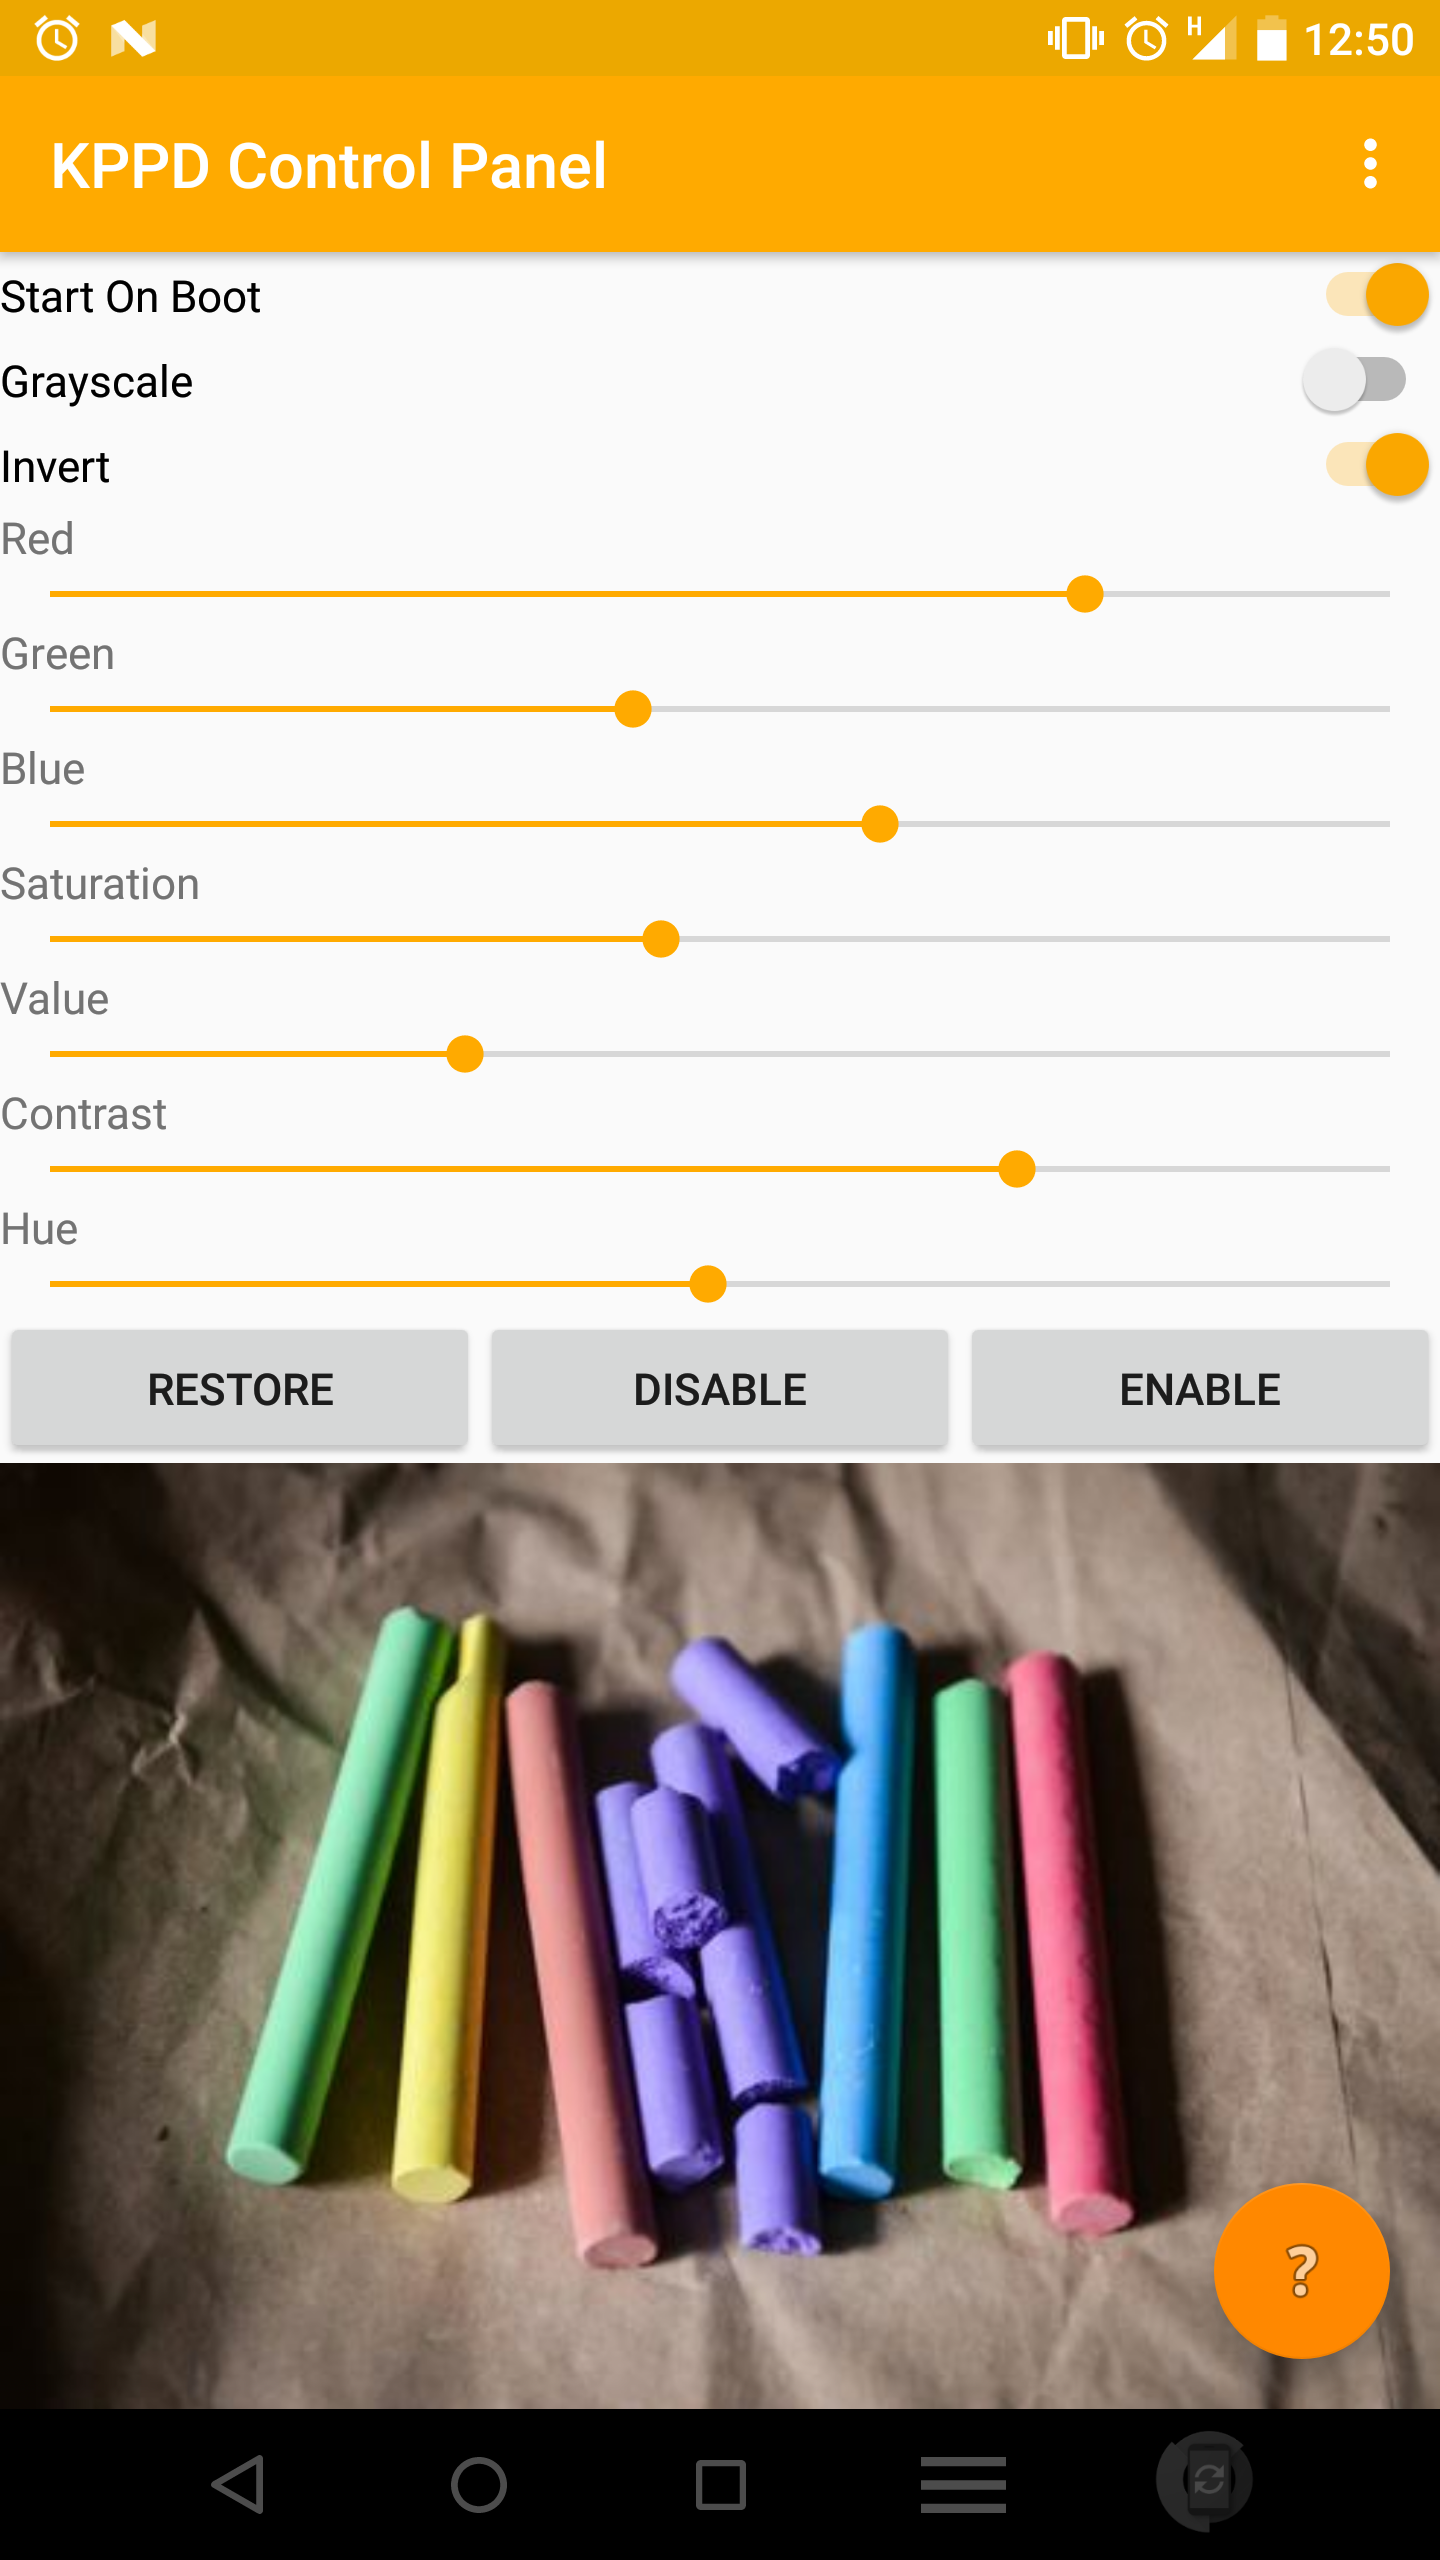 H 12:50
KPPD Control Panel
Start On Boot
Grayscale
Invert
Red
Green
Blue
Saturation
Value
Contrast
Hue
RESTORE DISABLE ENABLE
?